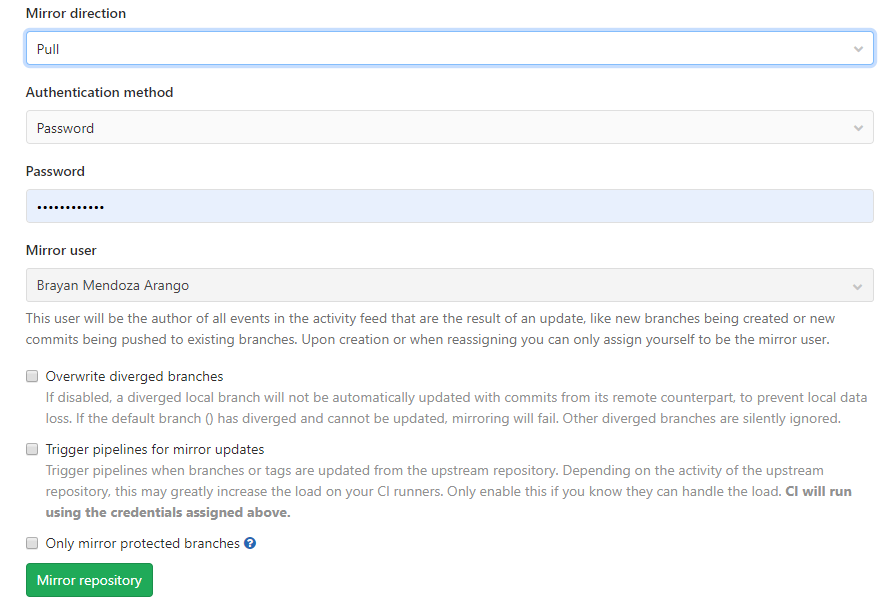 Mirror direction
Pull
Authentication method
Password
Password
••••••••••••
Mirror user
Brayan Mendoza Arango
This user will be the author of all events in the activity feed that are the result of an update, like new branches being created or new
commits being pushed to existing branches. Upon creation or when reassigning you can only assign yourself to be the mirror user.
Overwrite diverged branches
If disabled, a diverged local branch will not be automatically updated with commits from its remote counterpart, to prevent local data
loss. If the default branch () has diverged and cannot be updated, mirroring will fail. Other diverged branches are silently ignored.
Trigger pipelines for mirror updates
Trigger pipelines when branches or tags are updated from the upstream repository. Depending on the activity of the upstream
repository, this may greatly increase the load on your CI runners. Only enable this if you know they can handle the load. CI will run
using the credentials assigned above.
Only mirror protected branches ?
Mirror repository